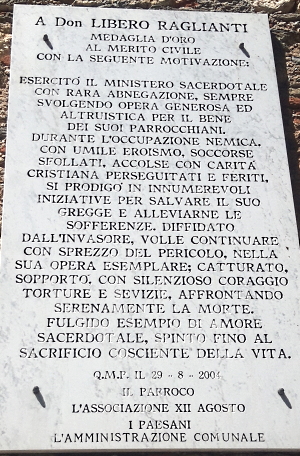 A Don LIBERO RAGLIANTI
MEDAGLIA D'ORO
AL MERITO CIVILE
CON LA SEGUENTE MOTIVAZIONE:
ESERCITÒ IL MINISTERO SACERDOTALE
CON RARA ABNEGAZIONE, SEMPRE
SVOLGENDO OPERA GENEROSA ED
ALTRUISTICA PER IL BENE
DEI SUOI PARROCCHIANI.
DURANTE L'OCCUPAZIONE NEMICA,
CON UMILE EROISMO, SOCCORSE
SFOLLATI, ACCOLSE CON CARITÀ
CRISTIANA PERSEGUITATI E FERITI,
SI PRODIGÒ IN INNUMEREVOLI
INIZIATIVE PER SALVARE IL SUO
GREGGE E ALLEVIARNE LE
SOFFERENZE. DIFFIDATO
DALL'INVASORE, VOLLE CONTINUARE
CON SPREZZO DEL PERICOLO, NELLA
SUA OPERA ESEMPLARE; CATTURATO,
SOPPORTÒ, CON SILENZIOSO CORAGGIO
TORTURE E SEVIZIE, AFFRONTANDO
SERENAMENTE LA MORTE.
FULGIDO ESEMPIO DI AMORE
SACERDOTALE, SPINTO FINO AL
SACRIFICIO COSCIENTE DELLA VITA.
Q.M.P. IL 29 - 8 - 2004
IL PARROCO
L'ASSOCIAZIONE XII AGOSTO
I PAESANI
L'AMMINISTRAZIONE COMUNALE